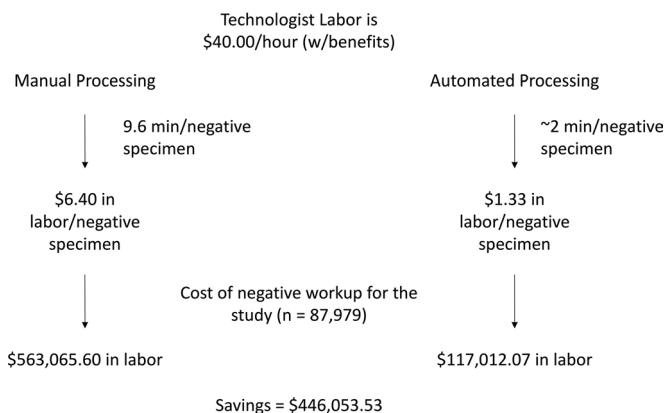 Technologist Labor is
$40.00/hour (w/benefits)
Manual Processing
Automated Processing
9.6 min/negative
specimen
~2 min/negative
specimen
$6.40 in
labor/negative
specimen
$1.33 in
labor/negative
specimen
Cost of negative workup for the
study (n = 87,979)
$563,065.60 in labor
$117,012.07 in labor
Savings = $446,053.53